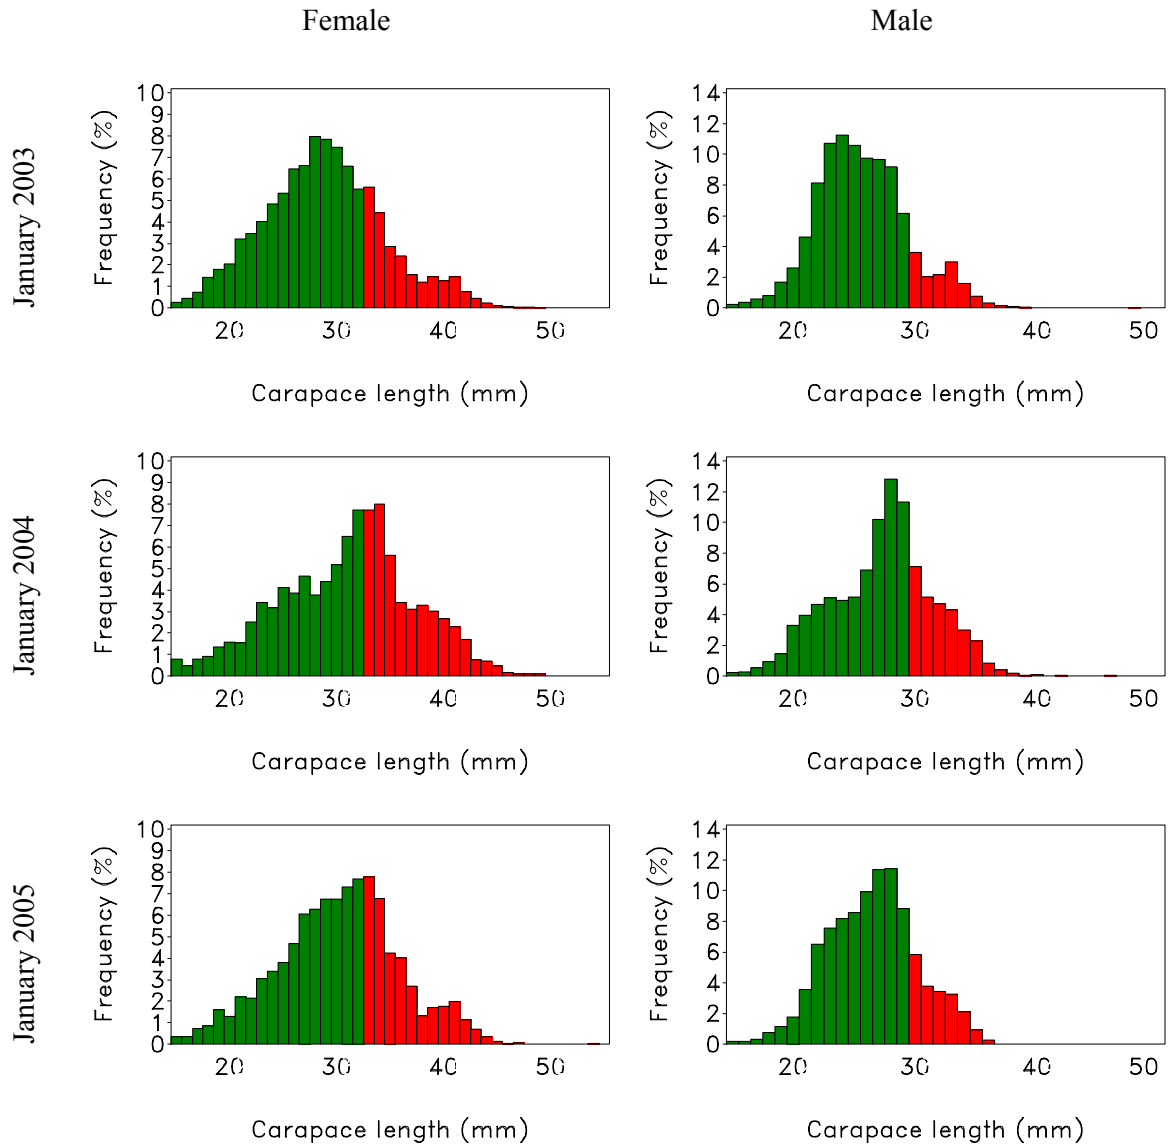 Female Male
January 2003
Frequency (%)
10
9
8
7
6
5
4
3
2
1
0
20 30 40 50
Carapace length (mm)
Frequency (%)
14
12
10
8
6
4
2
0
20 30 40 50
Carapace length (mm)
January 2004
Frequency (%)
10
9
8
7
6
5
4
3
2
1
0
20 30 40 50
Carapace length (mm)
Frequency (%)
14
12
10
8
6
4
2
0
20 30 40 50
Carapace length (mm)
January 2005
Frequency (%)
10
9
8
7
6
5
4
3
2
1
0
20 30 40 50
Carapace length (mm)
Frequency (%)
14
12
10
8
6
4
2
0
20 30 40 50
Carapace length (mm)